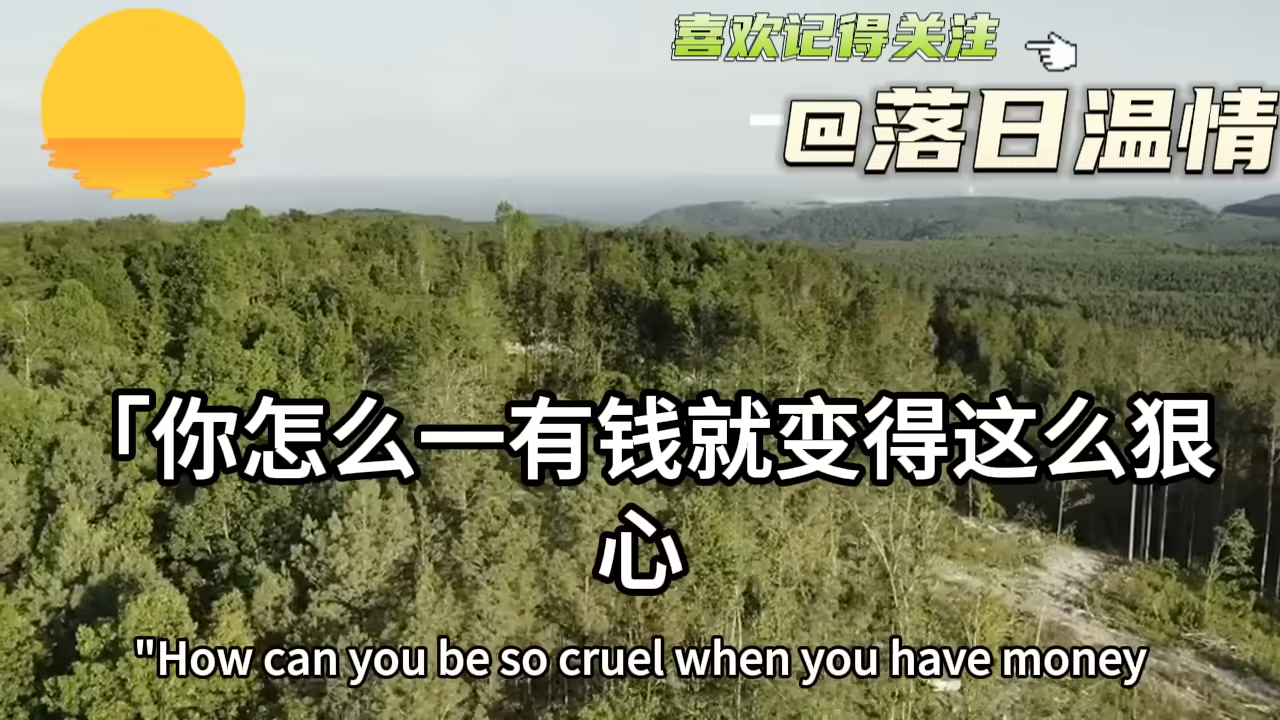 喜欢记得关注
@落日温情
「你怎么一有钱就变得这么狠
心
"How can you be so cruel when you have money